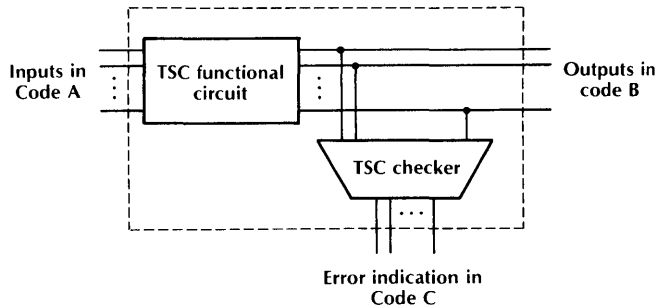 Inputs in
Code A
TSC functional
circuit
Outputs in
code B
TSC checker
Error indication in
Code C